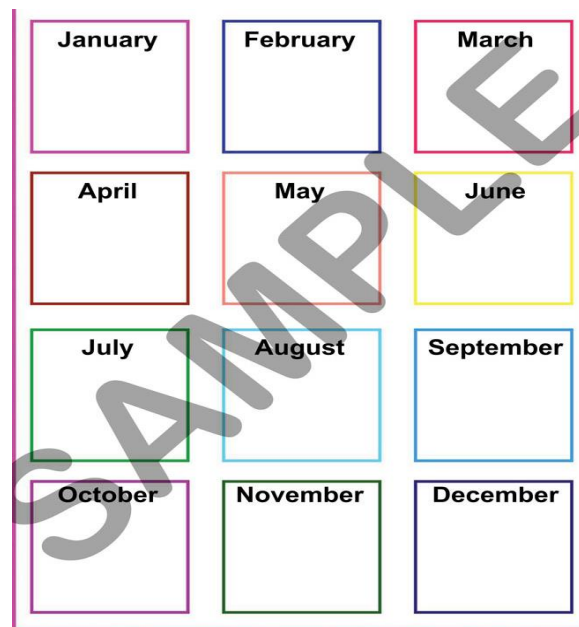 January February March
April May June
July August September
October November December
SAMPLE